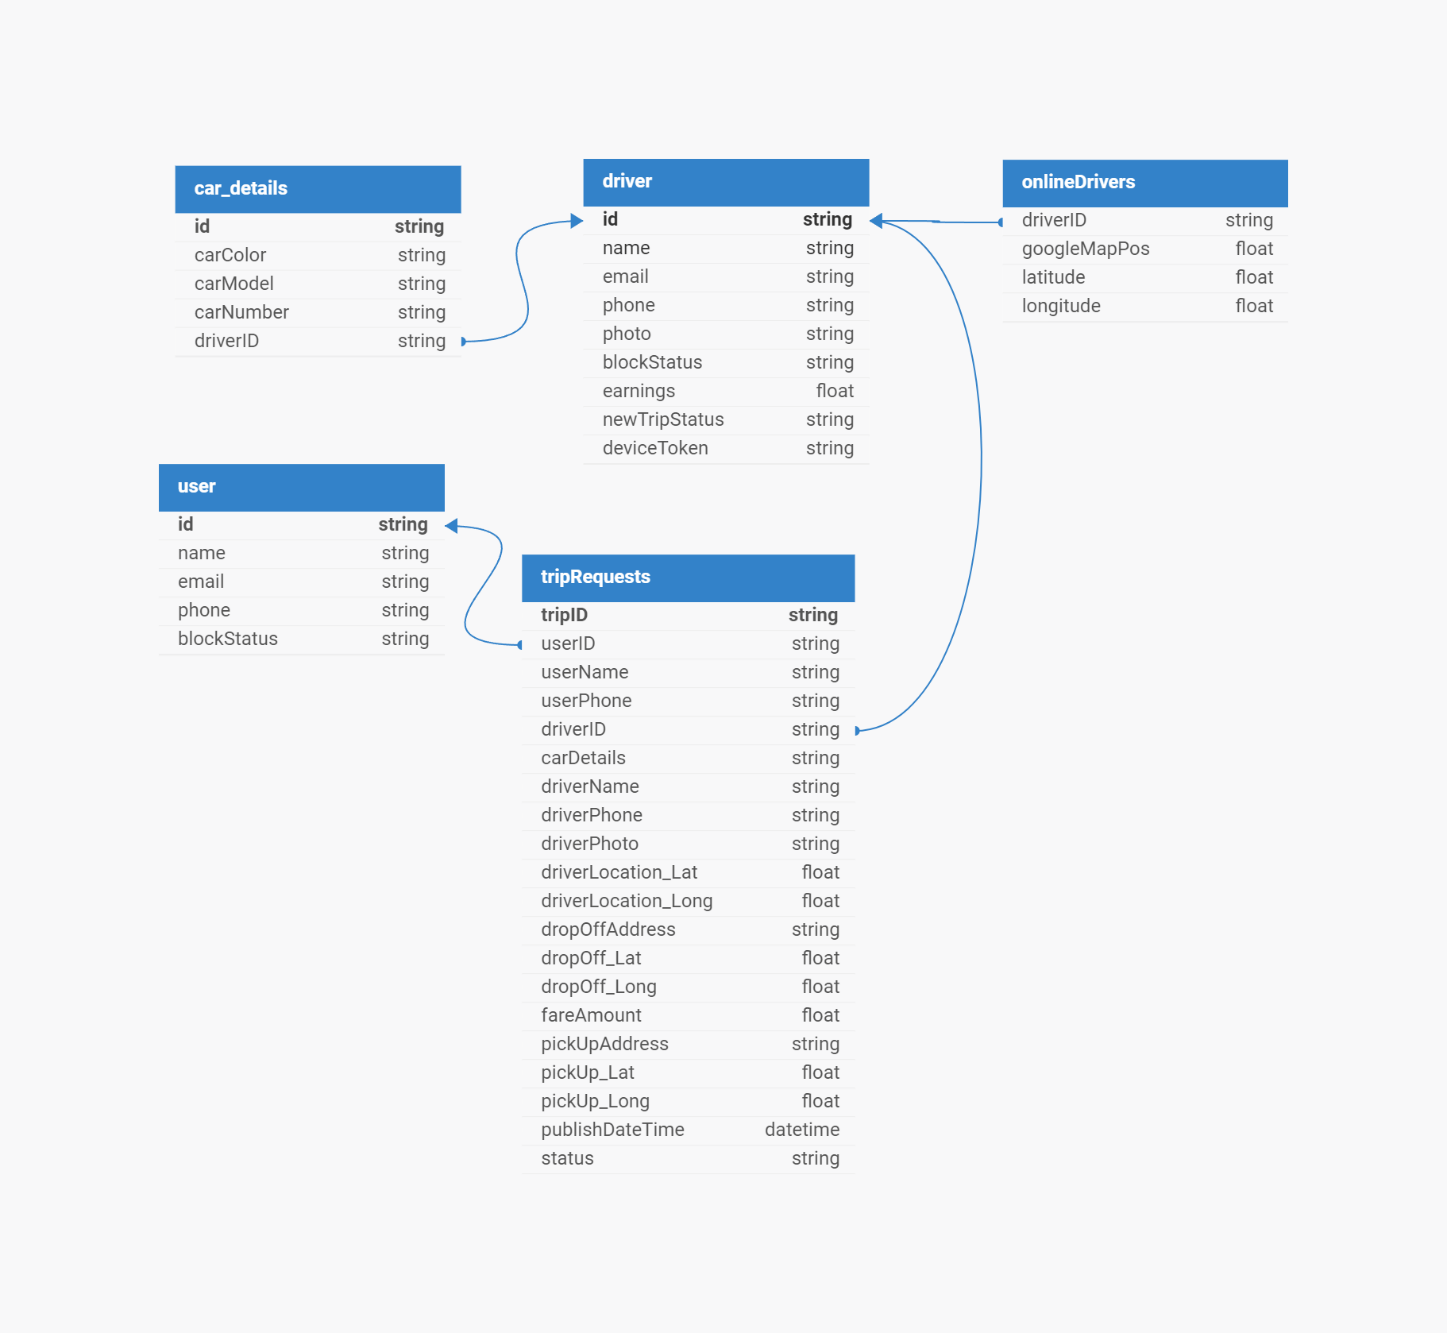 car_details
id string
carColor string
carModel string
carNumber string
driverID string
driver
id string
name string
email string
phone string
photo string
blockStatus string
earnings float
newTripStatus string
deviceToken string
onlineDrivers
driverID string
googleMapPos float
latitude float
longitude float
user
id string
name string
email string
phone string
blockStatus string
tripRequests
tripID string
userID string
userName string
userPhone string
driverID string
carDetails string
driverName string
driverPhone string
driverPhoto string
driverLocation_Lat float
driverLocation_Long float
dropOffAddress string
dropOff_Lat float
dropOff_Long float
fareAmount float
pickUpAddress string
pickUp_Lat float
pickUp_Long float
publishDateTime datetime
status string